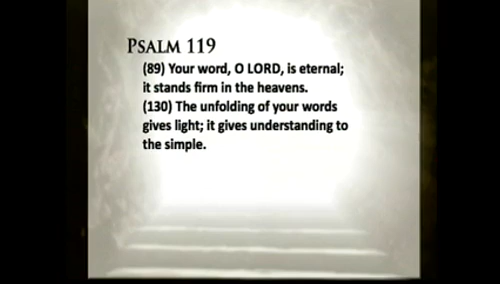 PSALM 119
(89) Your word, O LORD, is eternal;
it stands firm in the heavens.
(130) The unfolding of your words
gives light; it gives understanding to
the simple.